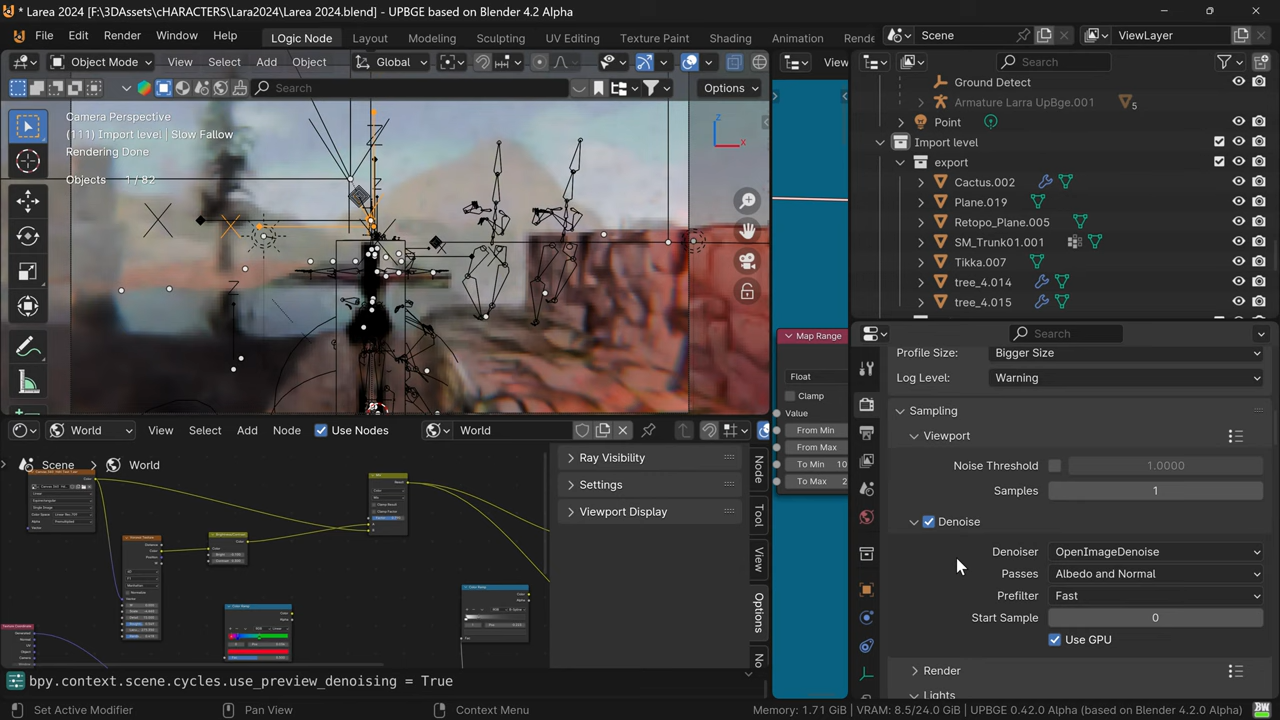 * Larea 2024 [F:\3DAssets\cHARACTERS\Lara2024\Larea 2024.blend] - UPBGE based on Blender 4.2 Alpha
File Edit Render Window Help LOgic Node Layout Modeling Sculpting UV Editing Texture Paint Shading Animation Rende Scene ViewLayer
Object Mode View Select Add Object Global
View
Search
Search Options
Camera Perspective
(111) Import level | Slow Fallow
Rendering Done
Objects 1 / 82
Z
X
Ground Detect
Armature Larra UpBge.001 5
Point
Import level
export
Cactus.002
Plane.019
Retopo_Plane.005
SM_Trunk01.001
Tikka.007
tree_4.014
tree_4.015
Map Range
Float
Clamp
Value
From Min
From Max
To Min 10
To Max 2
Search
Profile Size: Bigger Size
Log Level: Warning
Sampling
Viewport
Noise Threshold 1.0000
Samples 1
Denoise
Denoiser OpenImageDenoise
Passes Albedo and Normal
Prefilter Fast
Start Sample 0
Use GPU
Render
Lights
World View Select Add Node Use Nodes World
Scene World
Ray Visibility
Settings
Viewport Display
Node
Tool
View
Options
No
bpy.context.scene.cycles.use_preview_denoising = True
Set Active Modifier Pan View Context Menu Memory: 1.71 GiB | VRAM: 8.5/24.0 GiB | UPBGE 0.42.0 Alpha (based on Blender 4.2.0 Alpha)